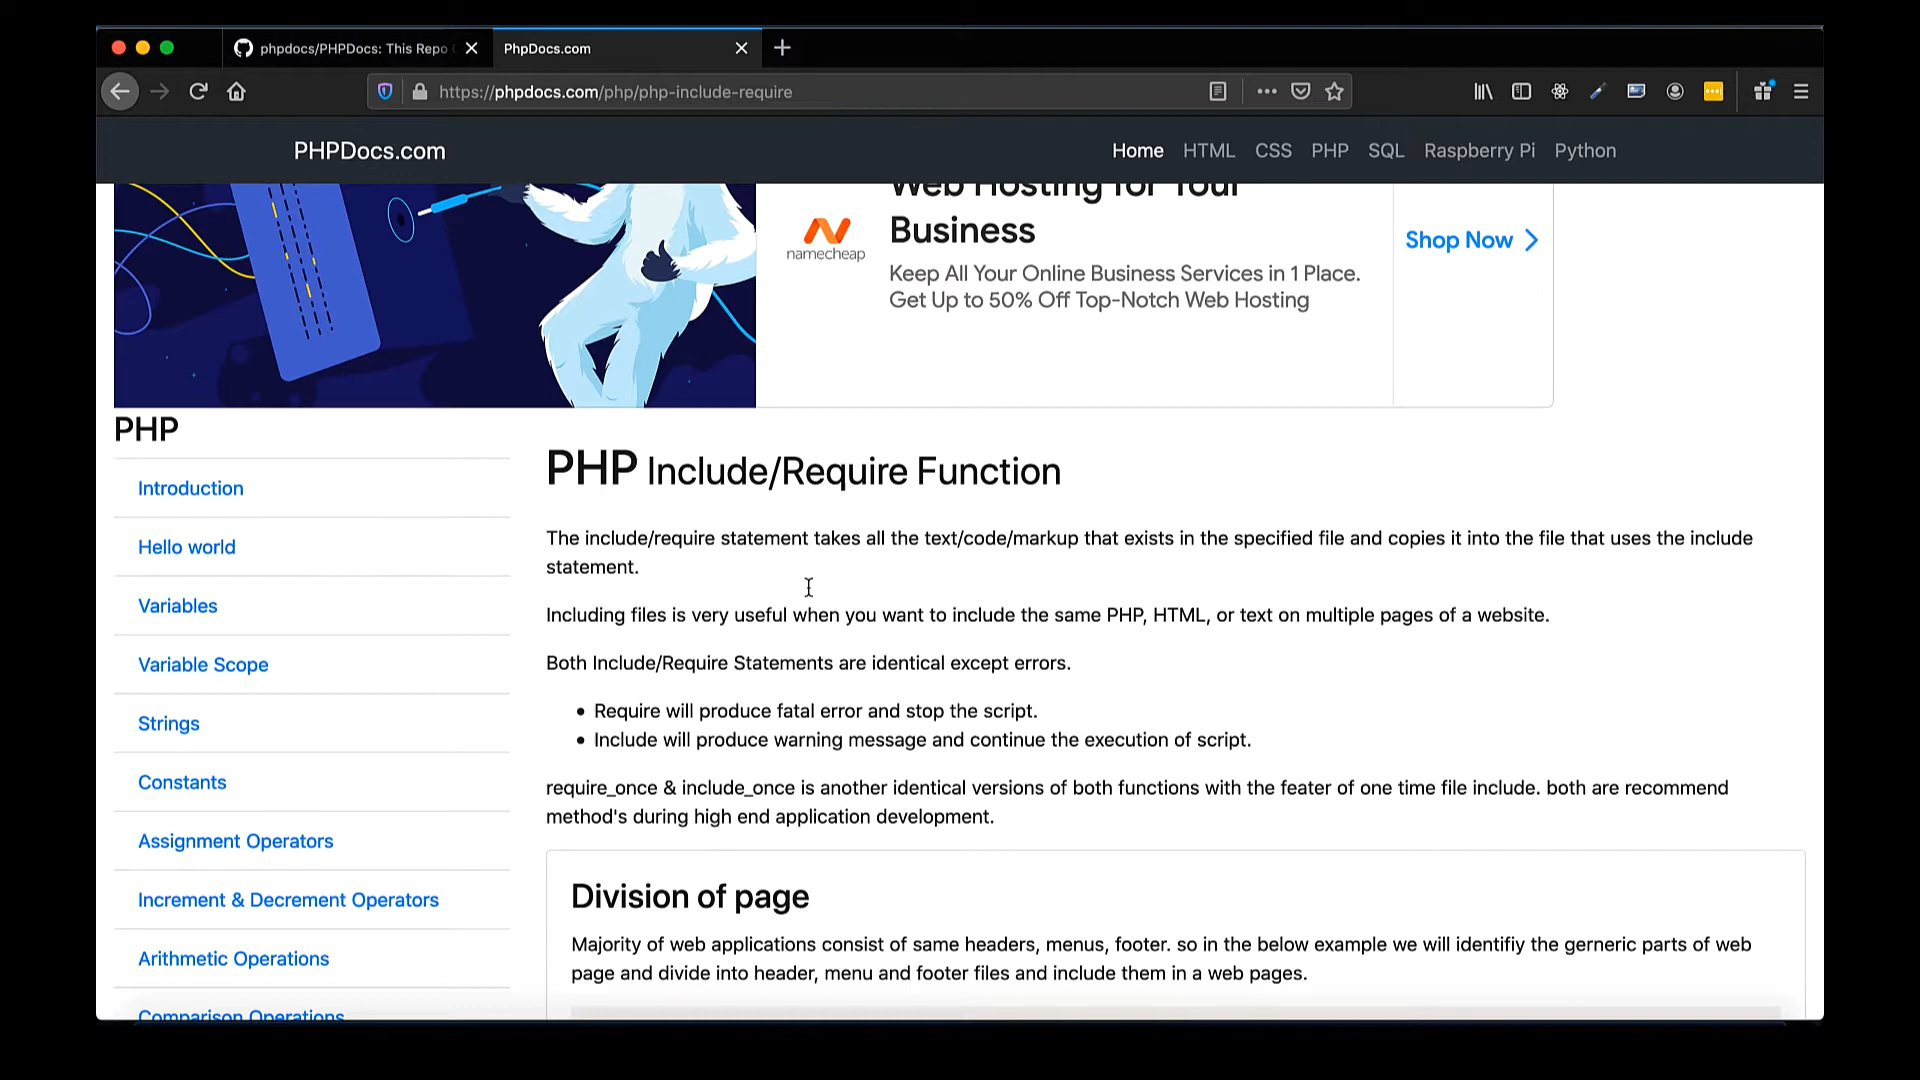 phpdocs/PHPDocs: This Repo
PhpDocs.com
https://phpdocs.com/php/php-include-require
PHPDocs.com
Home HTML CSS PHP SQL Raspberry Pi Python
Web Hosting for Your
Business
namecheap
Keep All Your Online Business Services in 1 Place.
Get Up to 50% Off Top-Notch Web Hosting
Shop Now
PHP
Introduction
Hello world
Variables
Variable Scope
Strings
Constants
Assignment Operators
Increment & Decrement Operators
Arithmetic Operations
Comparison Operations
PHP Include/Require Function
The include/require statement takes all the text/code/markup that exists in the specified file and copies it into the file that uses the include
statement.
Including files is very useful when you want to include the same PHP, HTML, or text on multiple pages of a website.
Both Include/Require Statements are identical except errors.
• Require will produce fatal error and stop the script.
• Include will produce warning message and continue the execution of script.
require_once & include_once is another identical versions of both functions with the feater of one time file include. both are recommend
method's during high end application development.
Division of page
Majority of web applications consist of same headers, menus, footer. so in the below example we will identifiy the gerneric parts of web
page and divide into header, menu and footer files and include them in a web pages.